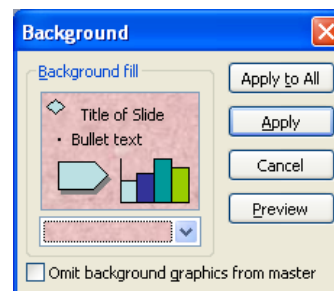 Background
Background fill
Title of Slide
• Bullet text
Apply to All
Apply
Cancel
Preview
Omit background graphics from master